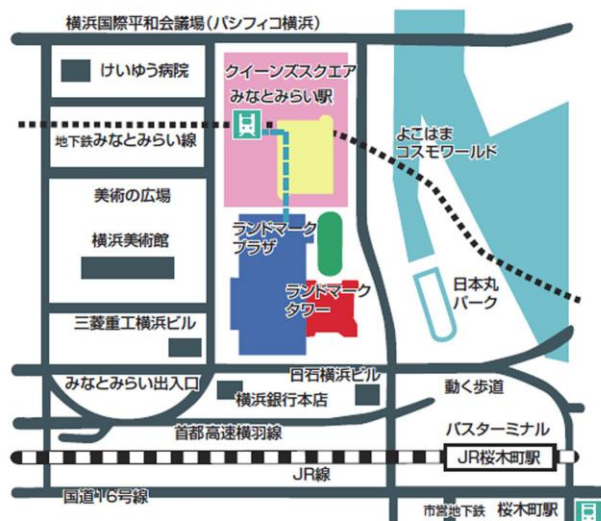 横浜国際平和会議場(パシフィコ横浜)
けいゆう病院
クイーンズスクエア
みなとみらい駅
地下鉄みなとみらい線
よこはま
コスモワールド
美術の広場
横浜美術館
ランドマーク
プラザ
ランドマーク
タワー
日本丸
パーク
三菱重工横浜ビル
みなとみらい出入口
日石横浜ビル
横浜銀行本店
動く歩道
首都高速横羽線
バスターミナル
JR桜木町駅
JR線
国道16号線
市営地下鉄 桜木町駅